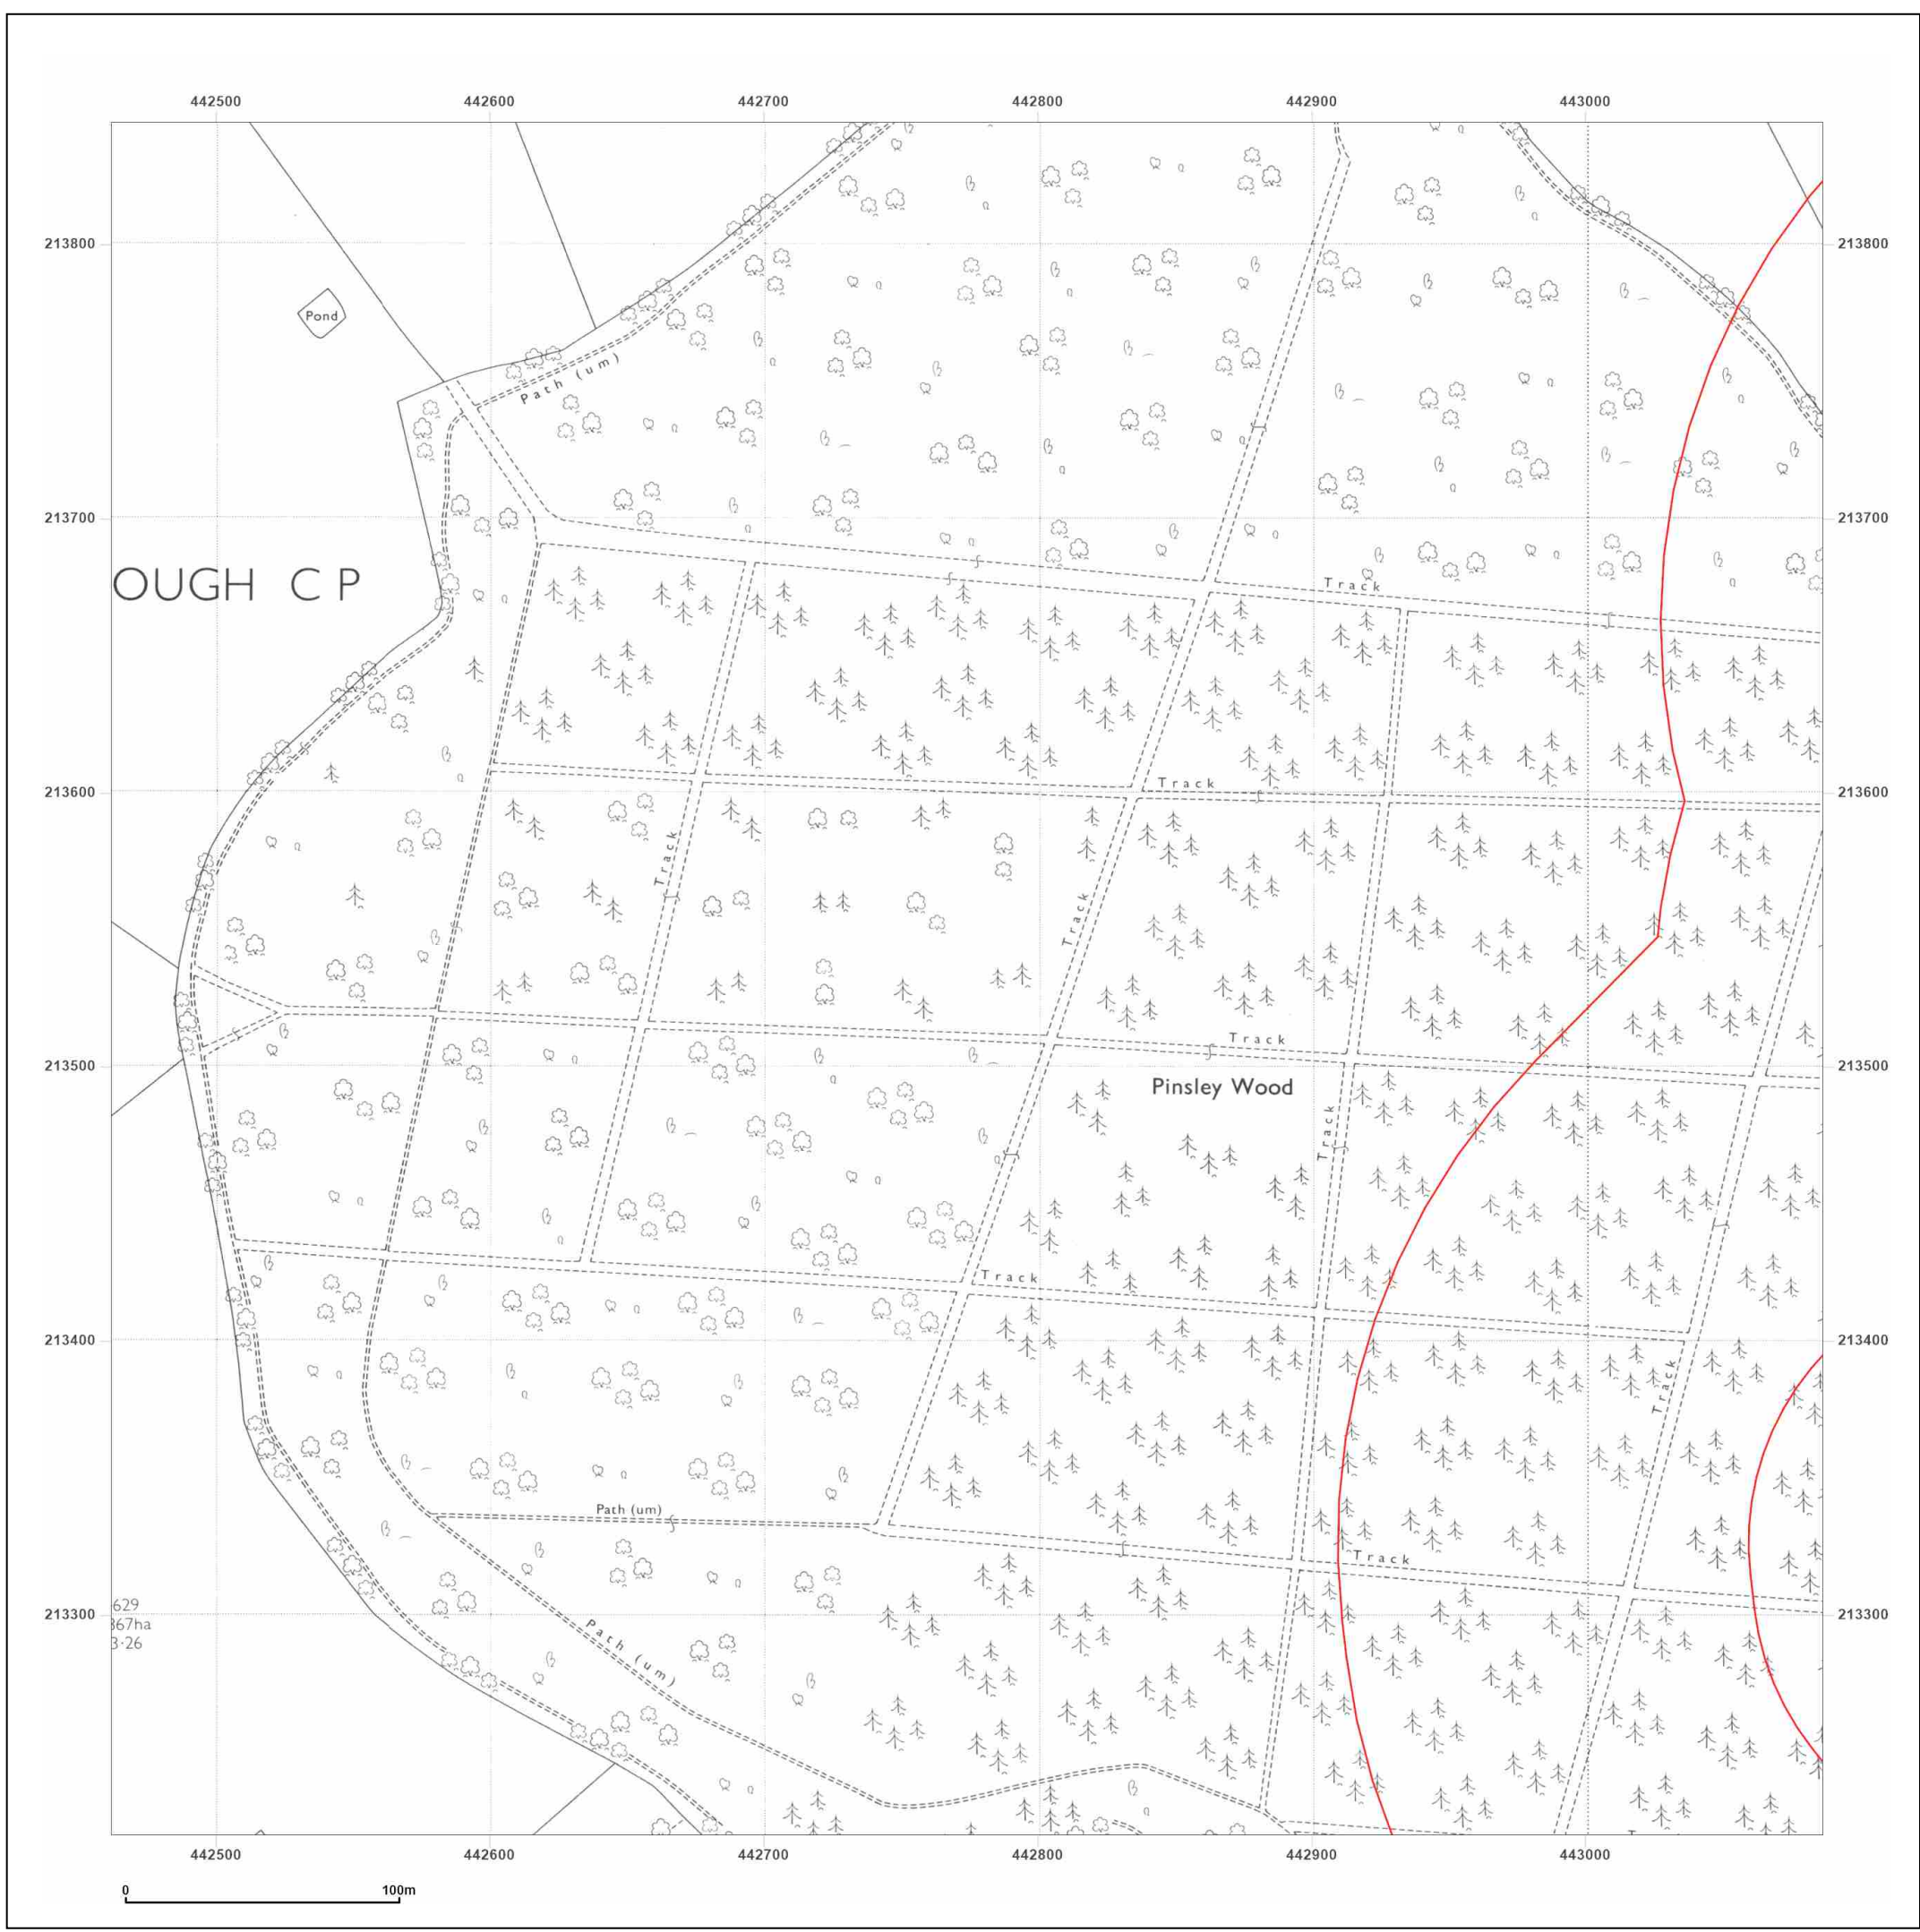 442500 442600 442700 442800 442900 443000
213800 213800
Pond
Path (um)
213700 213700
OUGH CP
Track
Track
213600 213600
Track
Track
Track
213500 213500
Pinsley Wood
Track
Track
213400 213400
Track
Path (um)
Track
629
213300 213300
867ha
3·26
Path (um)
442500 442600 442700 442800 442900 443000
0 100m